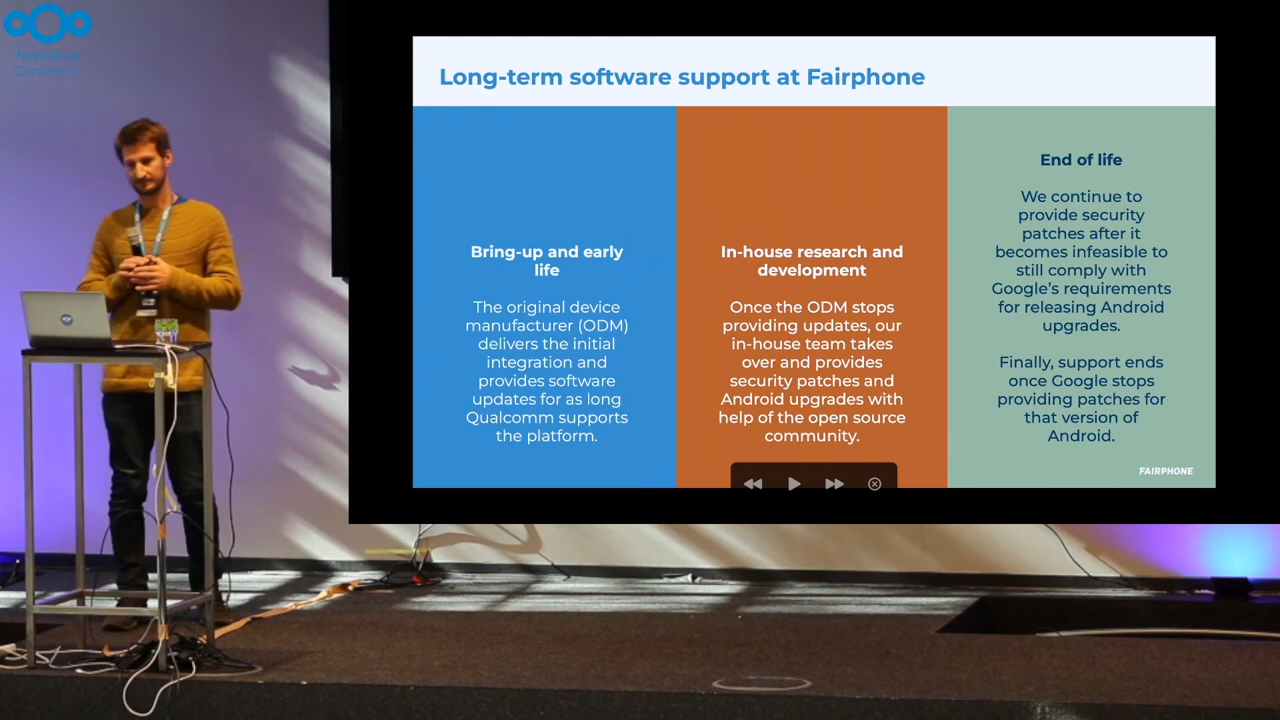 Nextcloud
Conference
Long-term software support at Fairphone
Bring-up and early
life
The original device
manufacturer (ODM)
delivers the initial
integration and
provides software
updates for as long
Qualcomm supports
the platform.
In-house research and
development
Once the ODM stops
providing updates, our
in-house team takes
over and provides
security patches and
Android upgrades with
help of the open source
community.
End of life
We continue to
provide security
patches after it
becomes infeasible to
still comply with
Google's requirements
for releasing Android
upgrades.
Finally, support ends
once Google stops
providing patches for
that version of
Android.
FAIRPHONE